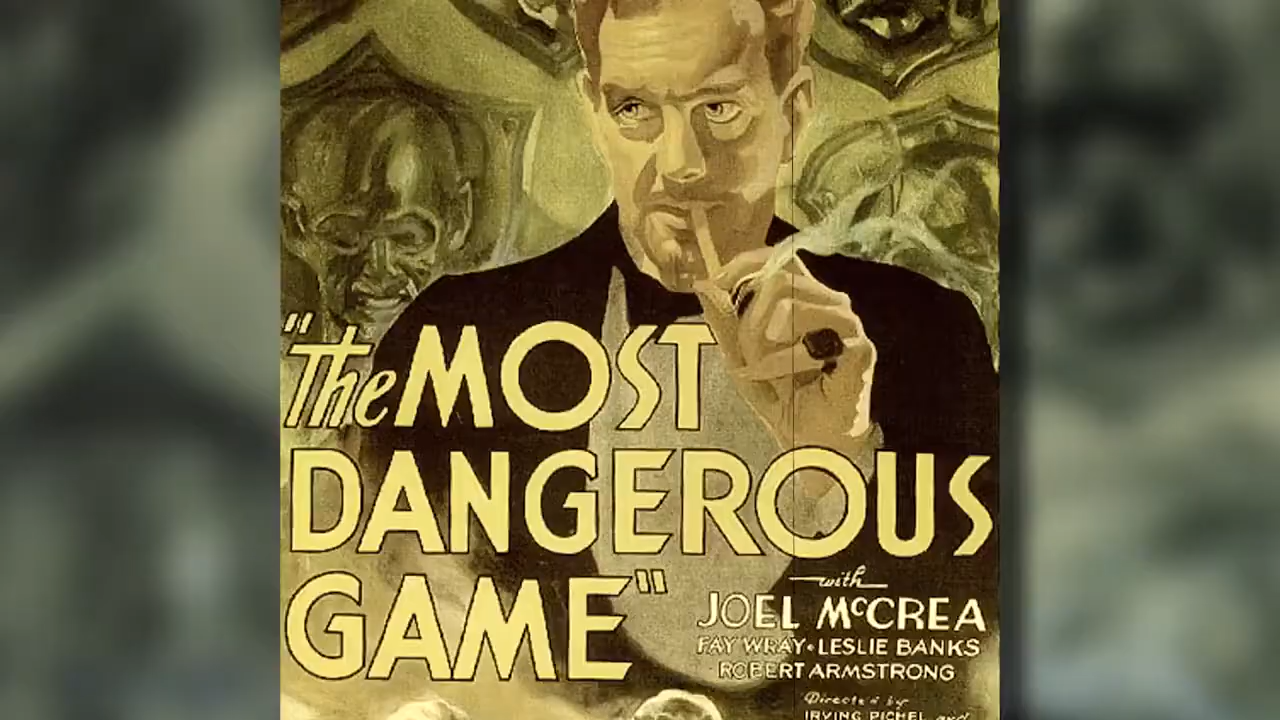 "The MOST
DANGEROUS
GAME"
with
JOEL McCREA
FAY WRAY • LESLIE BANKS
ROBERT ARMSTRONG
Directed by
IRVING PICHEL and